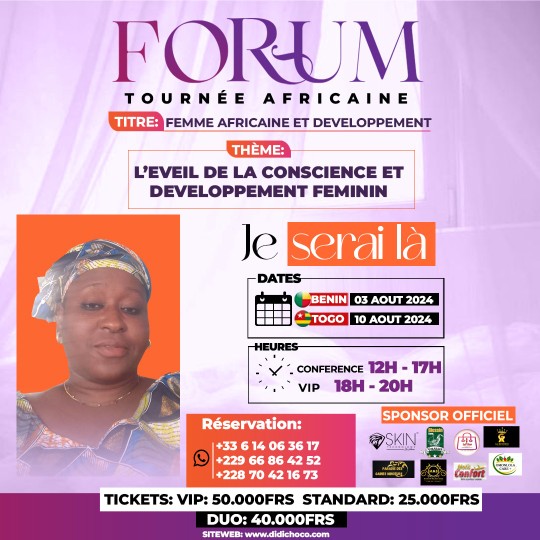 FORUM
TOURNÉE AFRICAINE
TITRE: FEMME AFRICAINE ET DEVELOPPEMENT
THÈME:
L'EVEIL DE LA CONSCIENCE ET
DEVELOPPEMENT FEMININ
Je serai là
DATES
BENIN 03 AOUT 2024
TOGO 10 AOUT 2024
HEURES
CONFERENCE 12H - 17H
VIP 18H - 20H
Réservation:
+33 6 14 06 36 17
+229 66 86 42 52
+228 70 42 16 73
SPONSOR OFFICIEL
SKIN
Confort
TICKETS: VIP: 50.000FRS STANDARD: 25.000FRS
DUO: 40.000FRS
SITEWEB: www.didichoco.com